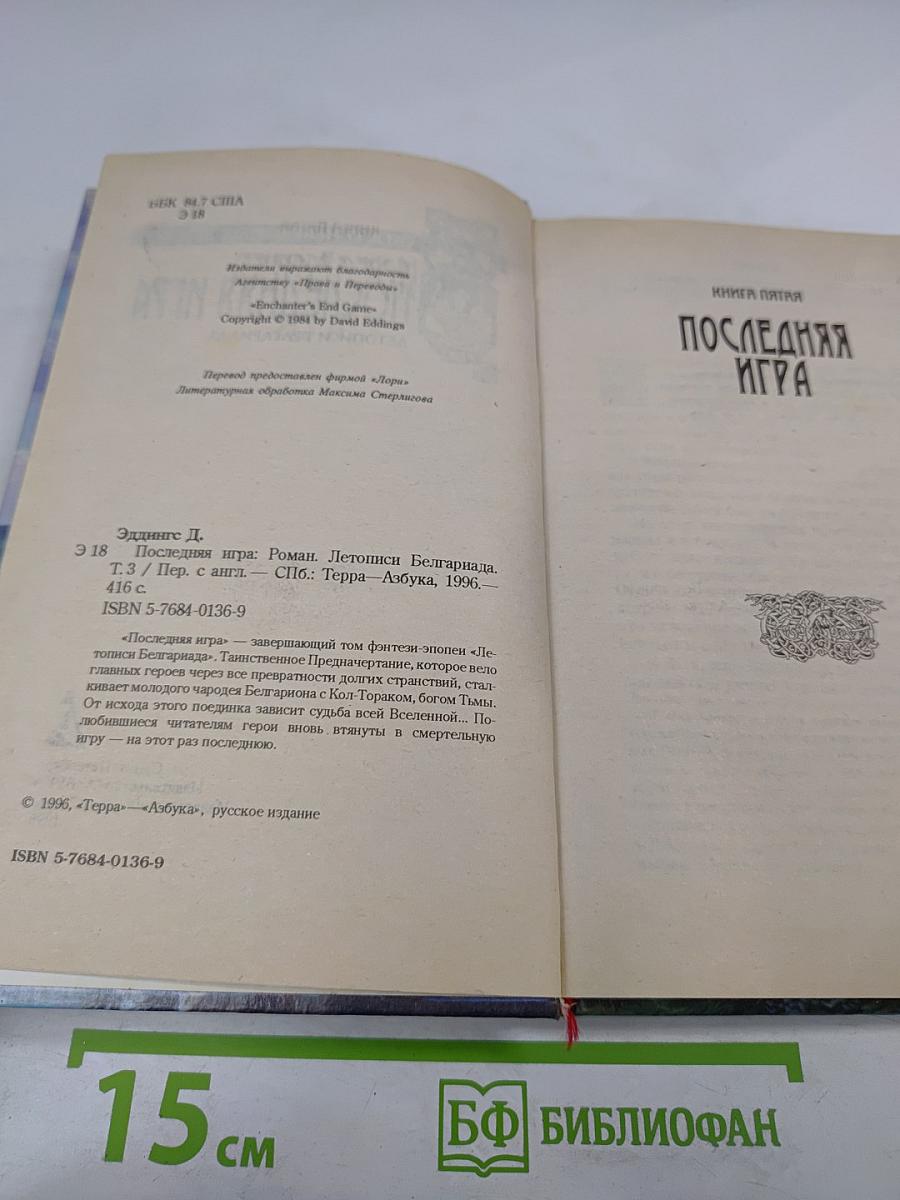 ББК 84.7 США
Э 18
Издатели выражают благодарность
Агентству «Права и Переводы»
«Enchanter's End Game»
Copyright © 1984 by David Eddings
Перевод предоставлен фирмой «Лори»
Литературная обработка Максима Стерлигова
Эддингс Д.
Э 18 Последняя игра: Роман. Летописи Белгариада.
Т. 3 / Пер. с англ. — СПб.: Терра—Азбука, 1996.—
416 с.
ISBN 5-7684-0136-9
«Последняя игра» — завершающий том фэнтези-эпопеи «Ле-
тописи Белгариада». Таинственное Предначертание, которое вело
главных героев через все превратности долгих странствий, стал-
кивает молодого чародея Белгариона с Кол-Тораком, богом Тьмы.
От исхода этого поединка зависит судьба всей Вселенной... По-
любившиеся читателям герои вновь втянуты в смертельную
игру — на этот раз последнюю.
© 1996, «Терра»—«Азбука», русское издание
ISBN 5-7684-0136-9
КНИГА ПЯТАЯ
ПОСЛЕДНЯЯ
ИГРА
15 см
БФ БИБЛИОФАН